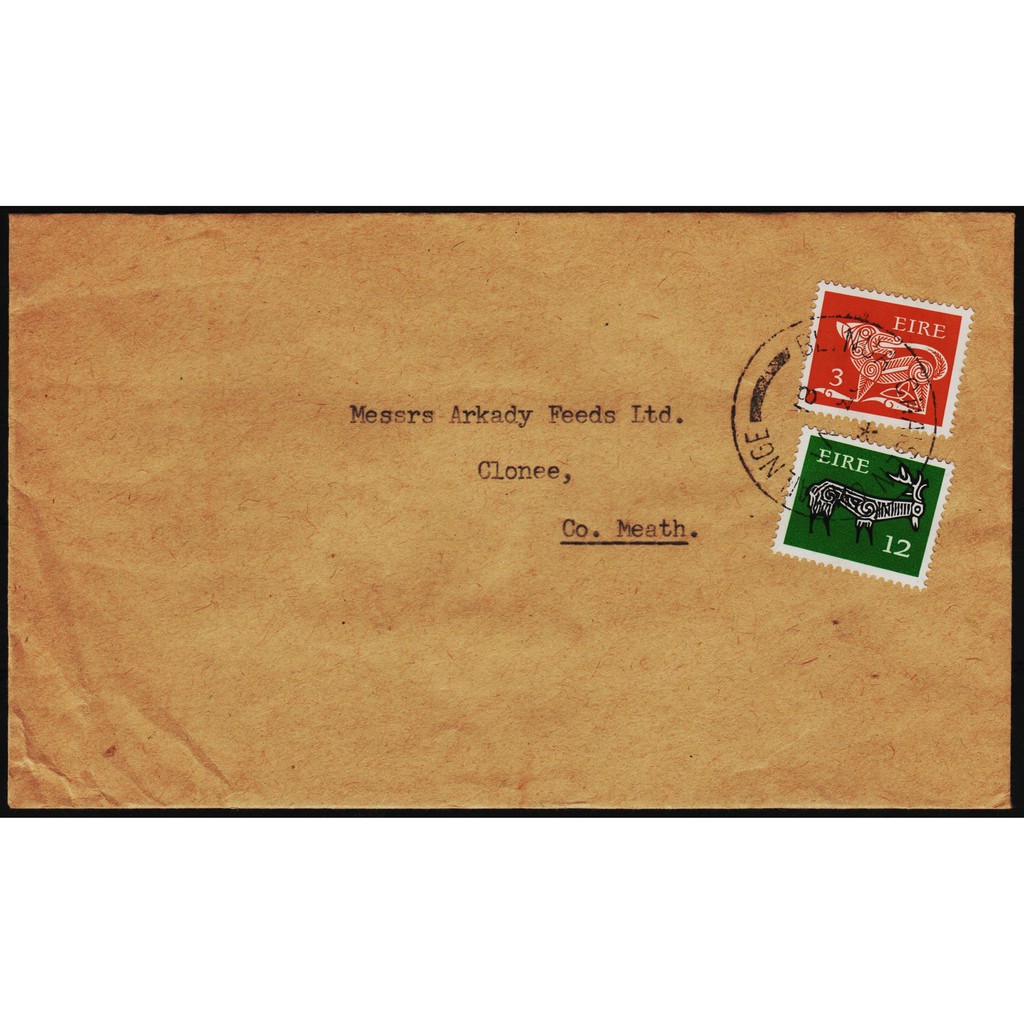 Messrs Arkady Feeds Ltd.
Clonee,
Co. Meath.
EIRE
3
EIRE
12